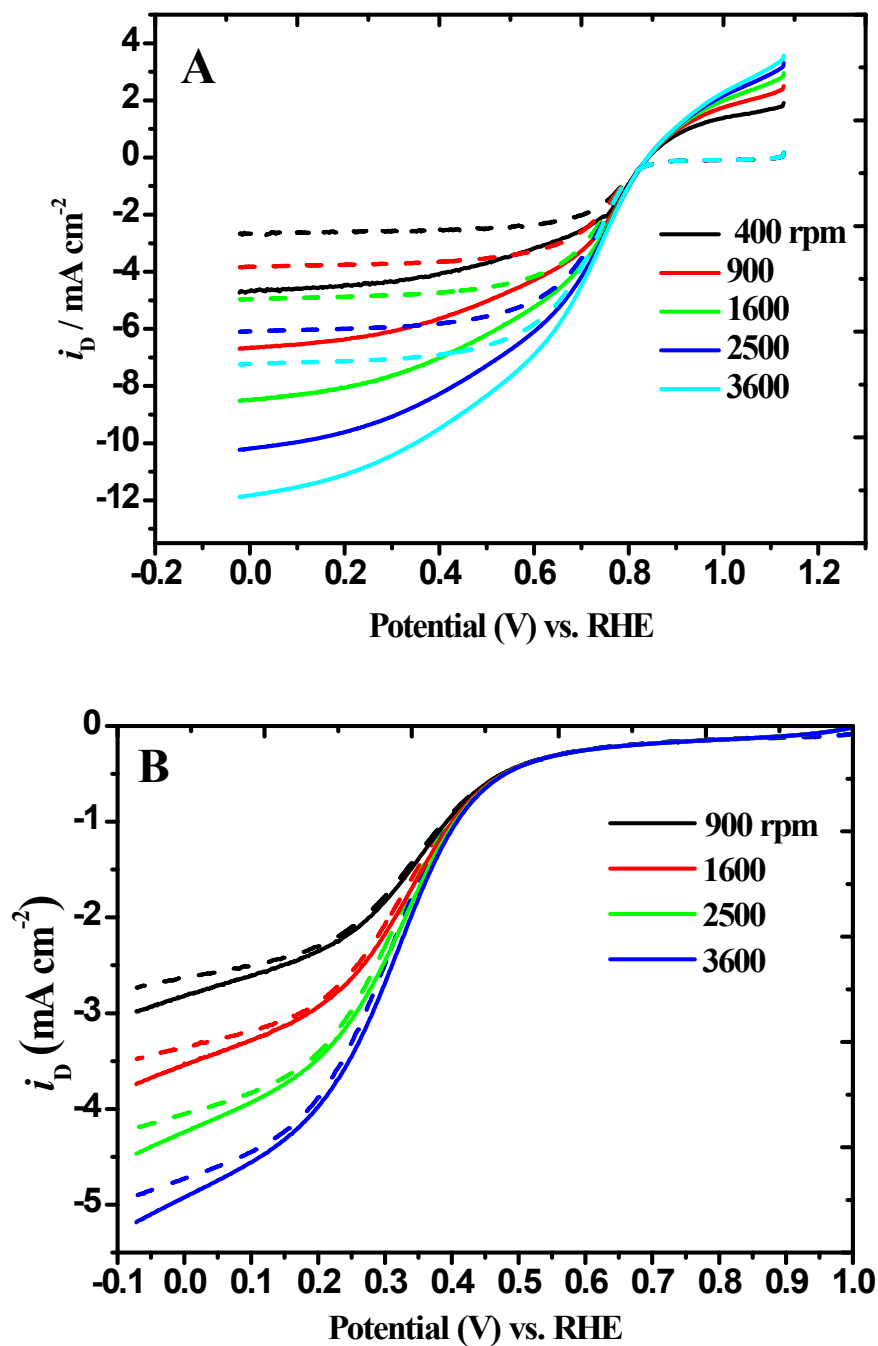 A
4
2
0
-2
-4
-6
-8
-10
-12
i_D / mA cm⁻²
400 rpm
900
1600
2500
3600
-0.2 0.0 0.2 0.4 0.6 0.8 1.0 1.2
Potential (V) vs. RHE
B
0
-1
-2
-3
-4
-5
i_D (mA cm⁻²)
900 rpm
1600
2500
3600
-0.1 0.0 0.1 0.2 0.3 0.4 0.5 0.6 0.7 0.8 0.9 1.0
Potential (V) vs. RHE